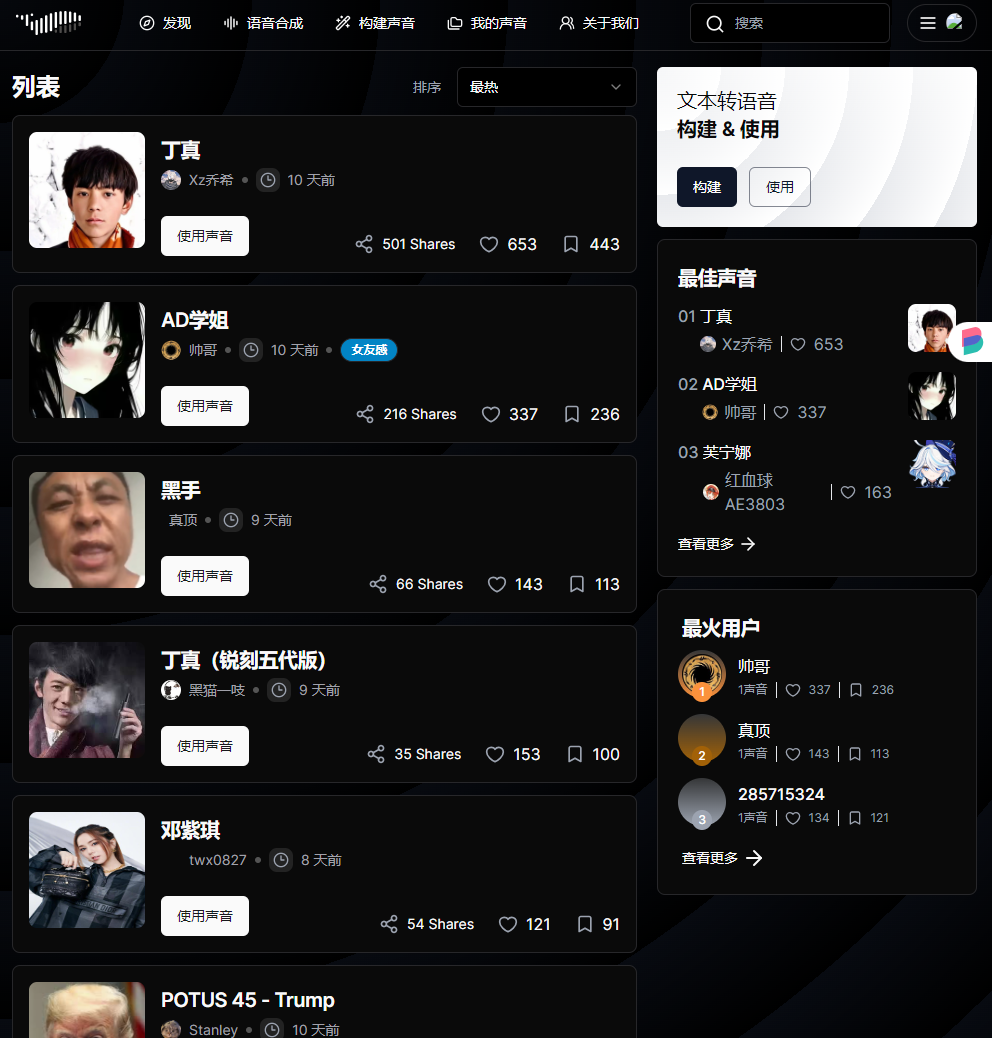 发现 语音合成 构建声音 我的声音 关于我们 搜索
列表
排序 最热
丁真
Xz乔希 • 10 天前
使用声音 501 Shares 653 443
AD学姐
帅哥 • 10 天前 • 女友感
使用声音 216 Shares 337 236
黑手
真顶 • 9 天前
使用声音 66 Shares 143 113
丁真（锐刻五代版）
黑猫一吱 • 9 天前
使用声音 35 Shares 153 100
邓紫琪
twx0827 • 8 天前
使用声音 54 Shares 121 91
POTUS 45 - Trump
Stanley • 10 天前
文本转语音
构建 & 使用
构建 使用
最佳声音
01 丁真
Xz乔希 653
02 AD学姐
帅哥 337
03 芙宁娜
红血球
AE3803 163
查看更多
最火用户
帅哥
1 1声音 337 236
真顶
2 1声音 143 113
285715324
3 1声音 134 121
查看更多